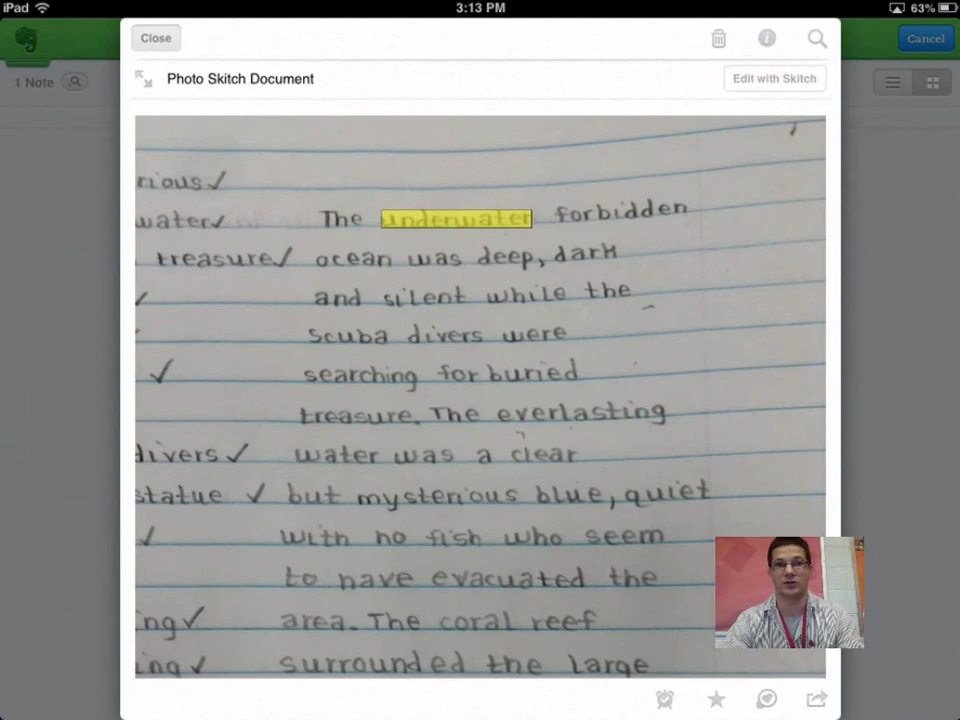 iPad
3:13 PM
63%
Close
Cancel
1 Note
Photo Skitch Document
Edit with Skitch
rious ✓
water ✓ The underwater forbidden
treasure ✓ ocean was deep, dark
✓ and silent while the
scuba divers were
✓ searching for buried
treasure. The everlasting
divers ✓ water was a clear
statue ✓ but mysterious blue, quiet
✓ with no fish who seem
to have evacuated the
ing ✓ area. The coral reef
ing ✓ surrounded the large